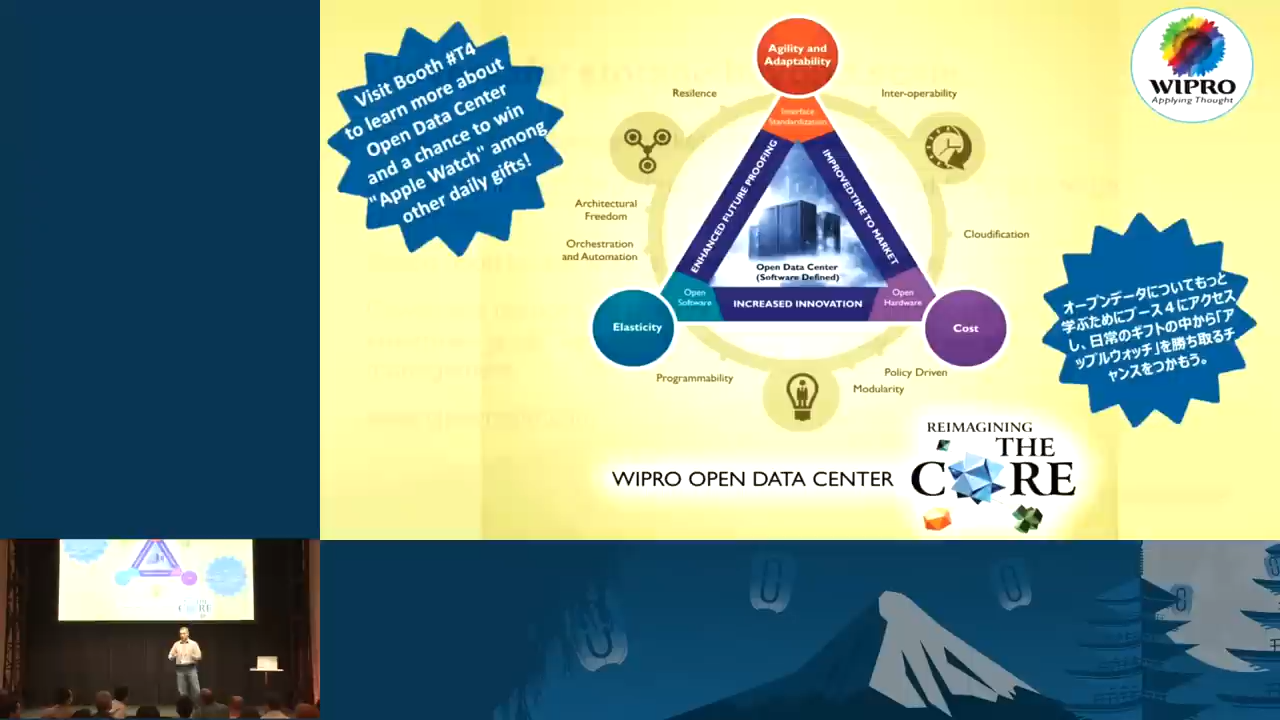 Visit Booth #T4
to learn more about
Open Data Center
and a chance to win
"Apple Watch" among
other daily gifts!
Agility and
Adaptability
WIPRO
Applying Thought
Resilence
Inter-operability
Interface
Standardization
ENHANCED FUTURE PROOFING
IMPROVEDTIME TO MARKET
Architectural
Freedom
Orchestration
and Automation
Cloudification
Open Data Center
(Software Defined)
Open
Software
INCREASED INNOVATION
Open
Hardware
Elasticity
Cost
オープンデータについてもっと
学ぶためにブース4にアクセス
し、日常のギフトの中から「ア
ップルウォッチ」を勝ち取るチ
ャンスをつかもう。
Programmability
Policy Driven
Modularity
WIPRO OPEN DATA CENTER
REIMAGINING
THE
CORE